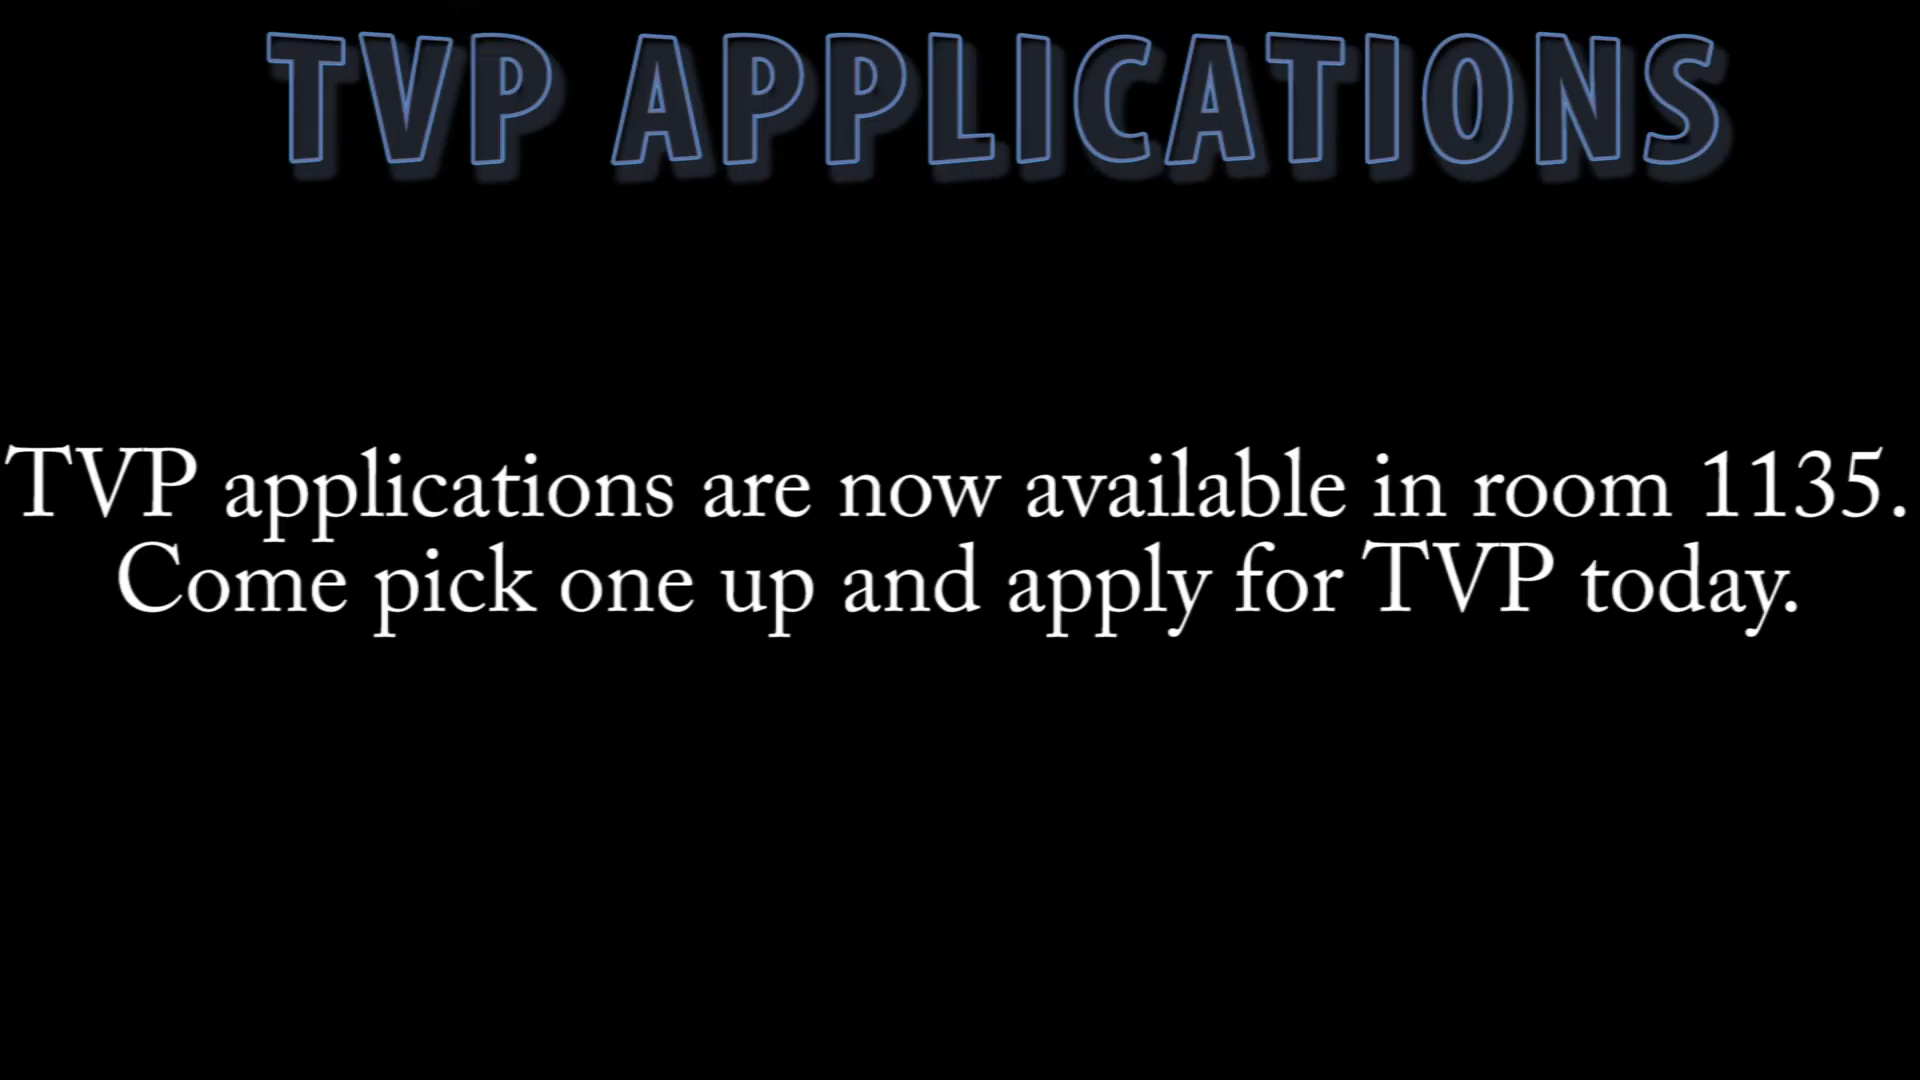 TVP APPLICATIONS
TVP applications are now available in room 1135.
Come pick one up and apply for TVP today.